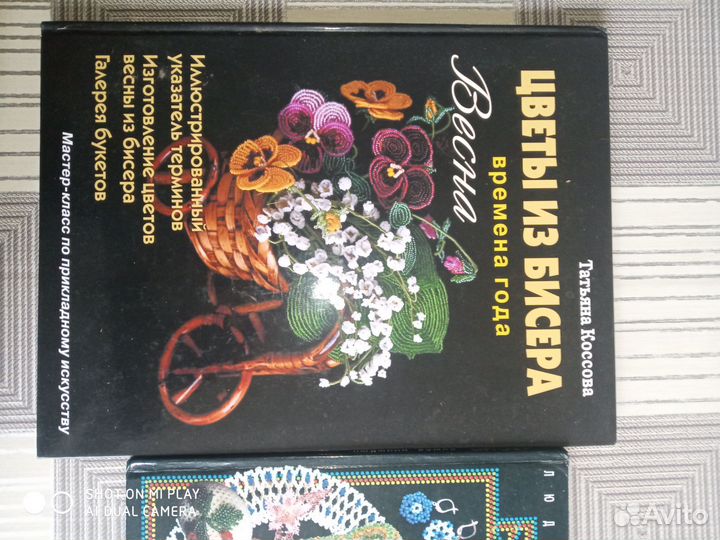 Татьяна Коссова
ЦВЕТЫ ИЗ БИСЕРА
времена года
Весна
Иллюстрированный
указатель терминов
Изготовление цветов
весны из бисера
Галерея букетов
Мастер-класс по прикладному искусству
ЛЮД
SHOT ON MI PLAY
AI DUAL CAMERA
Avito